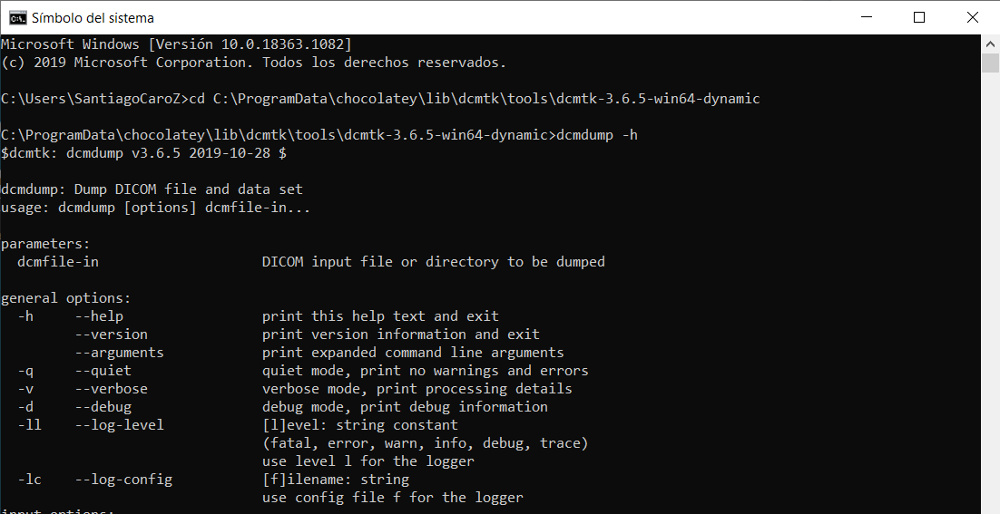 Símbolo del sistema
Microsoft Windows [Versión 10.0.18363.1082]
(c) 2019 Microsoft Corporation. Todos los derechos reservados.
C:\Users\SantiagoCaroZ>cd C:\ProgramData\chocolatey\lib\dcmtk\tools\dcmtk-3.6.5-win64-dynamic
C:\ProgramData\chocolatey\lib\dcmtk\tools\dcmtk-3.6.5-win64-dynamic>dcmdump -h
$dcmtk: dcmdump v3.6.5 2019-10-28 $
dcmdump: Dump DICOM file and data set
usage: dcmdump [options] dcmfile-in...
parameters:
  dcmfile-in                    DICOM input file or directory to be dumped
general options:
  -h     --help                 print this help text and exit
         --version              print version information and exit
         --arguments            print expanded command line arguments
  -q     --quiet                quiet mode, print no warnings and errors
  -v     --verbose              verbose mode, print processing details
  -d     --debug                debug mode, print debug information
  -ll    --log-level            [l]evel: string constant
                                (fatal, error, warn, info, debug, trace)
                                use level l for the logger
  -lc    --log-config           [f]ilename: string
                                use config file f for the logger
input options: